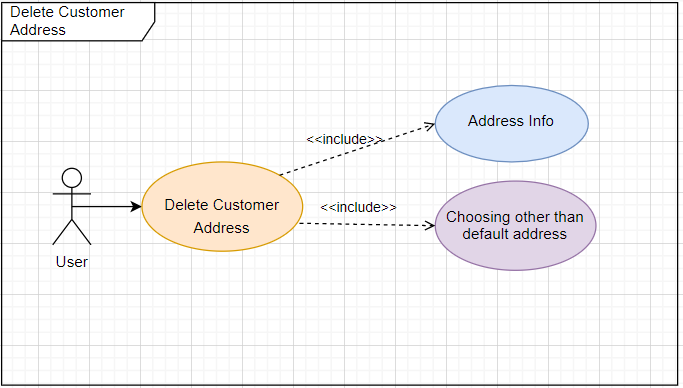 Delete Customer
Address
<<include>>
Address Info
<<include>>
Delete Customer
Address
Choosing other than
default address
User